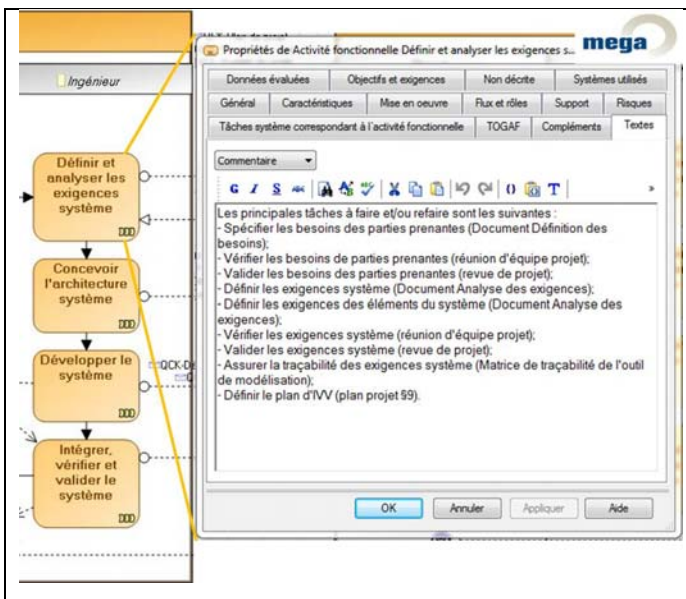 mega
Ingénieur
Définir et
analyser les
exigences
système
Concevoir
l'architecture
système
Développer le
système
Intégrer,
vérifier et
valider le
système
Propriétés de Activité fonctionnelle Définir et analyser les exigences s...
Données évaluées Objectifs et exigences Non décrite Systèmes utilisés
Général Caractéristiques Mise en oeuvre Flux et rôles Support Risques
Tâches système correspondant à l'activité fonctionnelle TOGAF Compléments Textes
Commentaire
G I S abc
Les principales tâches à faire et/ou refaire sont les suivantes :
- Spécifier les besoins des parties prenantes (Document Définition des
besoins);
- Vérifier les besoins de parties prenantes (réunion d'équipe projet);
- Valider les besoins des parties prenantes (revue de projet);
- Définir les exigences système (Document Analyse des exigences);
- Définir les exigences des éléments du système (Document Analyse des
exigences);
- Vérifier les exigences système (réunion d'équipe projet);
- Valider les exigences système (revue de projet);
- Assurer la traçabilité des exigences système (Matrice de traçabilité de l'outil
de modélisation);
- Définir le plan d'IVV (plan projet §9).
OK Annuler Appliquer Aide